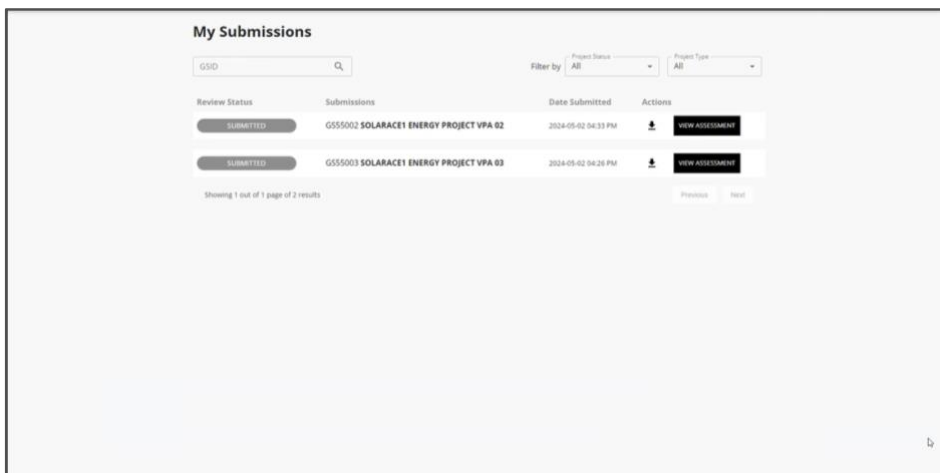 My Submissions
GSID
Filter by
Project Status
All
Project Type
All
Review Status Submissions Date Submitted Actions
SUBMITTED GS55002 SOLARACE1 ENERGY PROJECT VPA 02 2024-05-02 04:33 PM VIEW ASSESSMENT
SUBMITTED GS55003 SOLARACE1 ENERGY PROJECT VPA 03 2024-05-02 04:26 PM VIEW ASSESSMENT
Showing 1 out of 1 page of 2 results Previous Next